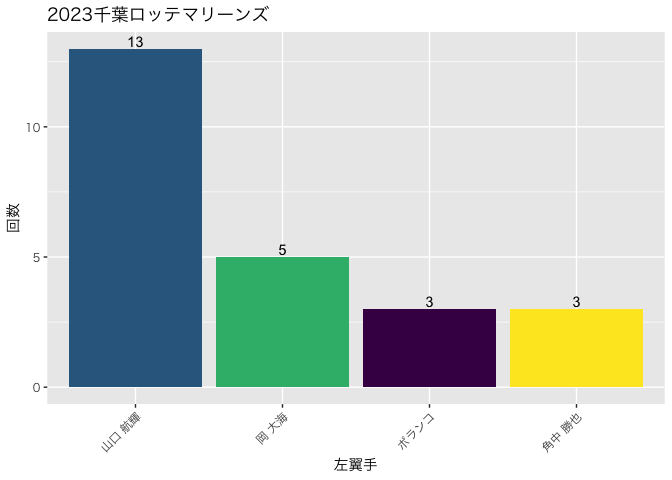 2023千葉ロッテマリーンズ
回数
10
5
0
13
5
3
3
山口 航輝
岡 大海
ポランコ
角中 勝也
左翼手